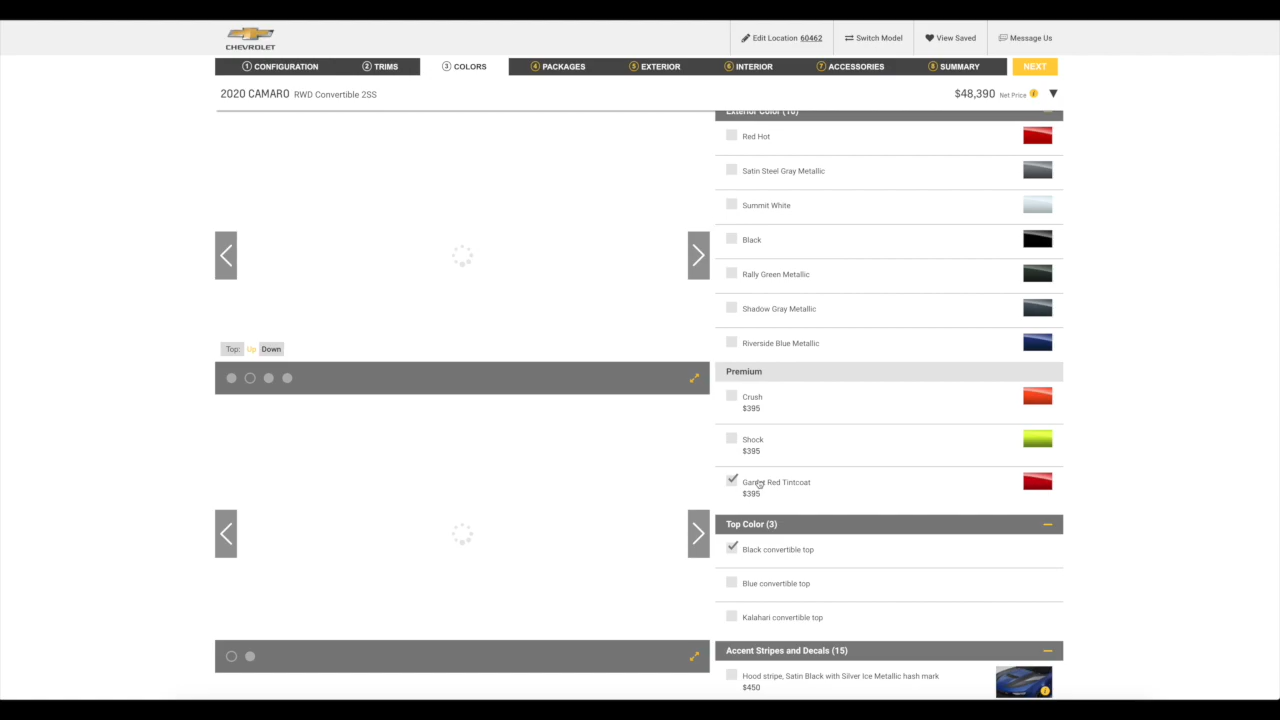 CHEVROLET
Edit Location 60462
Switch Model
View Saved
Message Us
1 CONFIGURATION
2 TRIMS
3 COLORS
4 PACKAGES
5 EXTERIOR
6 INTERIOR
7 ACCESSORIES
8 SUMMARY
NEXT
2020 CAMARO RWD Convertible 2SS
$48,390 Net Price i
Exterior Color (10)
Red Hot
Satin Steel Gray Metallic
Summit White
Black
Rally Green Metallic
Shadow Gray Metallic
Riverside Blue Metallic
Top: Up Down
Premium
Crush
$395
Shock
$395
Garnet Red Tintcoat
$395
Top Color (3)
Black convertible top
Blue convertible top
Kalahari convertible top
Accent Stripes and Decals (15)
Hood stripe, Satin Black with Silver Ice Metallic hash mark
$450